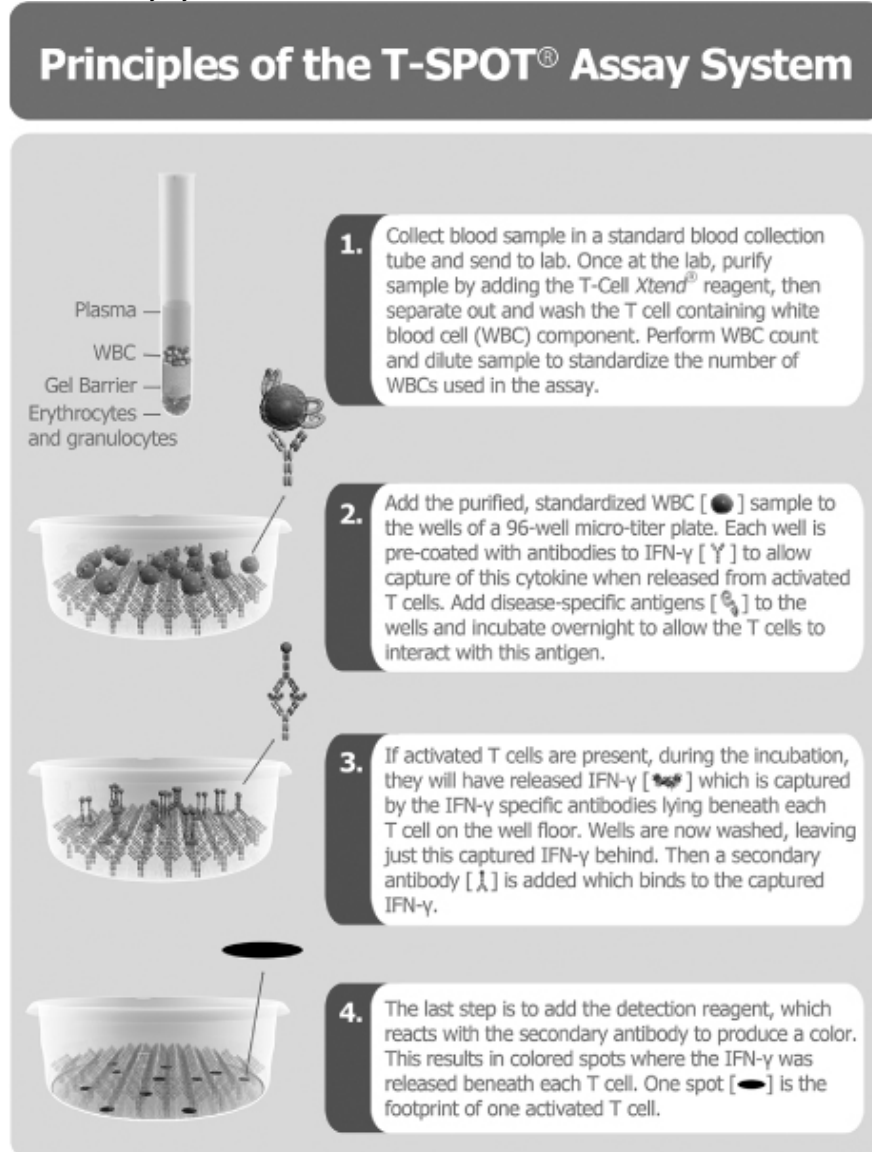 Principles of the T-SPOT® Assay System
Plasma
WBC
Gel Barrier
Erythrocytes
and granulocytes
1.
Collect blood sample in a standard blood collection
tube and send to lab. Once at the lab, purify
sample by adding the T-Cell Xtend® reagent, then
separate out and wash the T cell containing white
blood cell (WBC) component. Perform WBC count
and dilute sample to standardize the number of
WBCs used in the assay.
2.
Add the purified, standardized WBC [ ] sample to
the wells of a 96-well micro-titer plate. Each well is
pre-coated with antibodies to IFN-γ [ ] to allow
capture of this cytokine when released from activated
T cells. Add disease-specific antigens [ ] to the
wells and incubate overnight to allow the T cells to
interact with this antigen.
3.
If activated T cells are present, during the incubation,
they will have released IFN-γ [ ] which is captured
by the IFN-γ specific antibodies lying beneath each
T cell on the well floor. Wells are now washed, leaving
just this captured IFN-γ behind. Then a secondary
antibody [ ] is added which binds to the captured
IFN-γ.
4.
The last step is to add the detection reagent, which
reacts with the secondary antibody to produce a color.
This results in colored spots where the IFN-γ was
released beneath each T cell. One spot [ ] is the
footprint of one activated T cell.